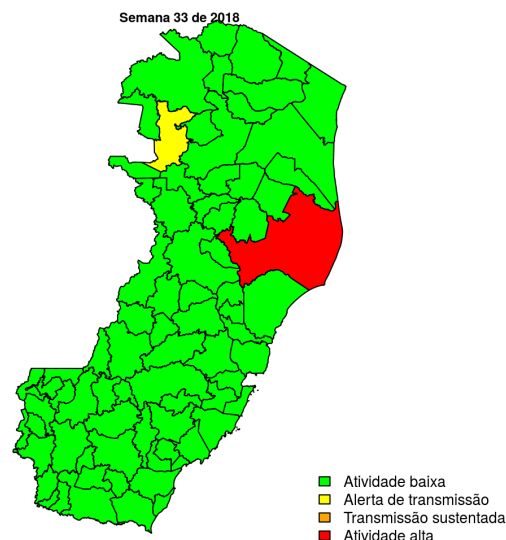 Semana 33 de 2018
Atividade baixa
Alerta de transmissão
Transmissão sustentada
Atividade alta